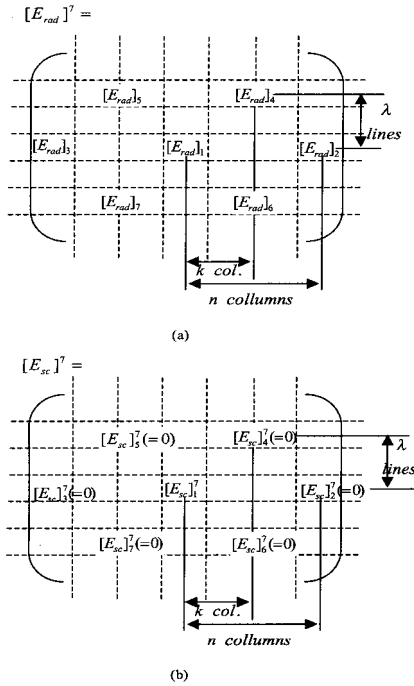 [E_rad]^7 =
[E_rad]_5 [E_rad]_4
λ
lines
[E_rad]_3 [E_rad]_1 [E_rad]_2
[E_rad]_7 [E_rad]_6
k col.
n collumns
(a)
[E_sc]^7 =
[E_sc]^7_5(=0) [E_sc]^7_4(=0)
λ
lines
[E_sc]^7_3(=0) [E_sc]^7_1 [E_sc]^7_2(=0)
[E_sc]^7_7(=0) [E_sc]^7_6(=0)
k col.
n collumns
(b)